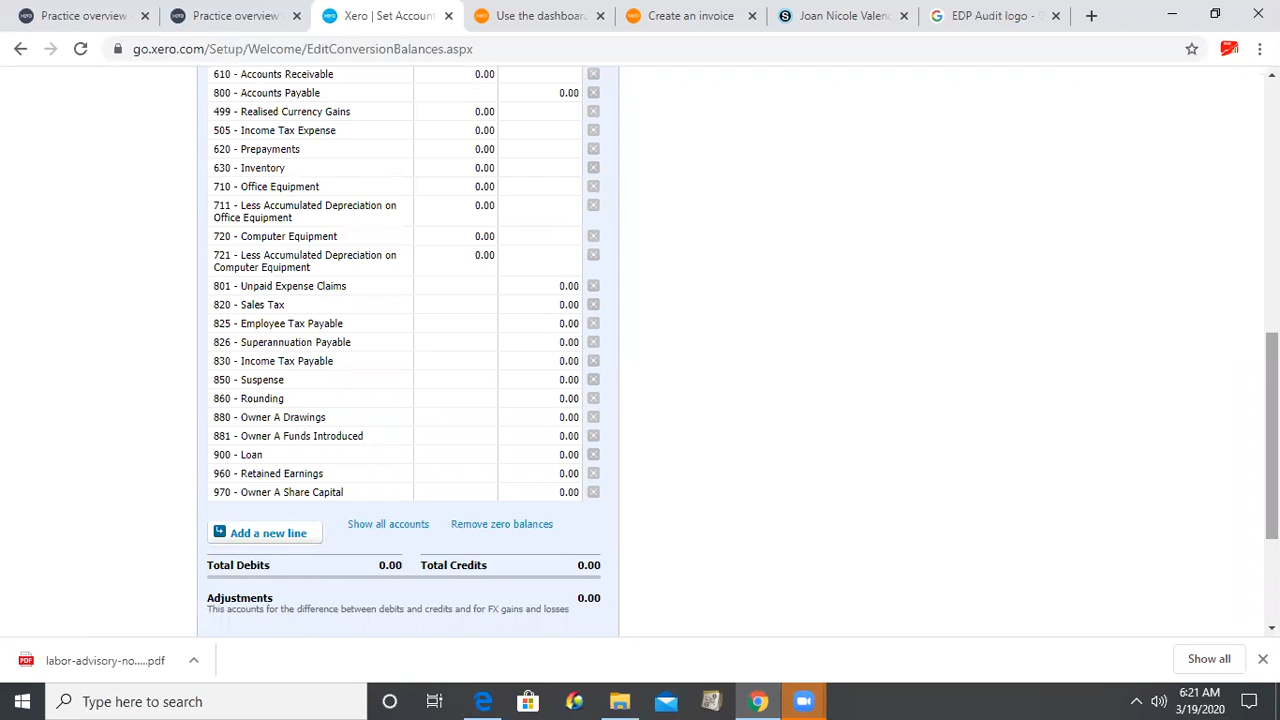 Practice overview -
Practice overview -
Xero | Set Account
Use the dashboard
Create an invoice
Joan Nicole Valenc
EDP Audit logo - G
go.xero.com/Setup/Welcome/EditConversionBalances.aspx
610 - Accounts Receivable 0.00
800 - Accounts Payable 0.00
499 - Realised Currency Gains 0.00
505 - Income Tax Expense 0.00
620 - Prepayments 0.00
630 - Inventory 0.00
710 - Office Equipment 0.00
711 - Less Accumulated Depreciation on 0.00
Office Equipment
720 - Computer Equipment 0.00
721 - Less Accumulated Depreciation on 0.00
Computer Equipment
801 - Unpaid Expense Claims 0.00
820 - Sales Tax 0.00
825 - Employee Tax Payable 0.00
826 - Superannuation Payable 0.00
830 - Income Tax Payable 0.00
850 - Suspense 0.00
860 - Rounding 0.00
880 - Owner A Drawings 0.00
881 - Owner A Funds Introduced 0.00
900 - Loan 0.00
960 - Retained Earnings 0.00
970 - Owner A Share Capital 0.00
Add a new line Show all accounts Remove zero balances
Total Debits 0.00 Total Credits 0.00
Adjustments 0.00
This accounts for the difference between debits and credits and for FX gains and losses
labor-advisory-no.....pdf
Show all
Type here to search
6:21 AM
3/19/2020